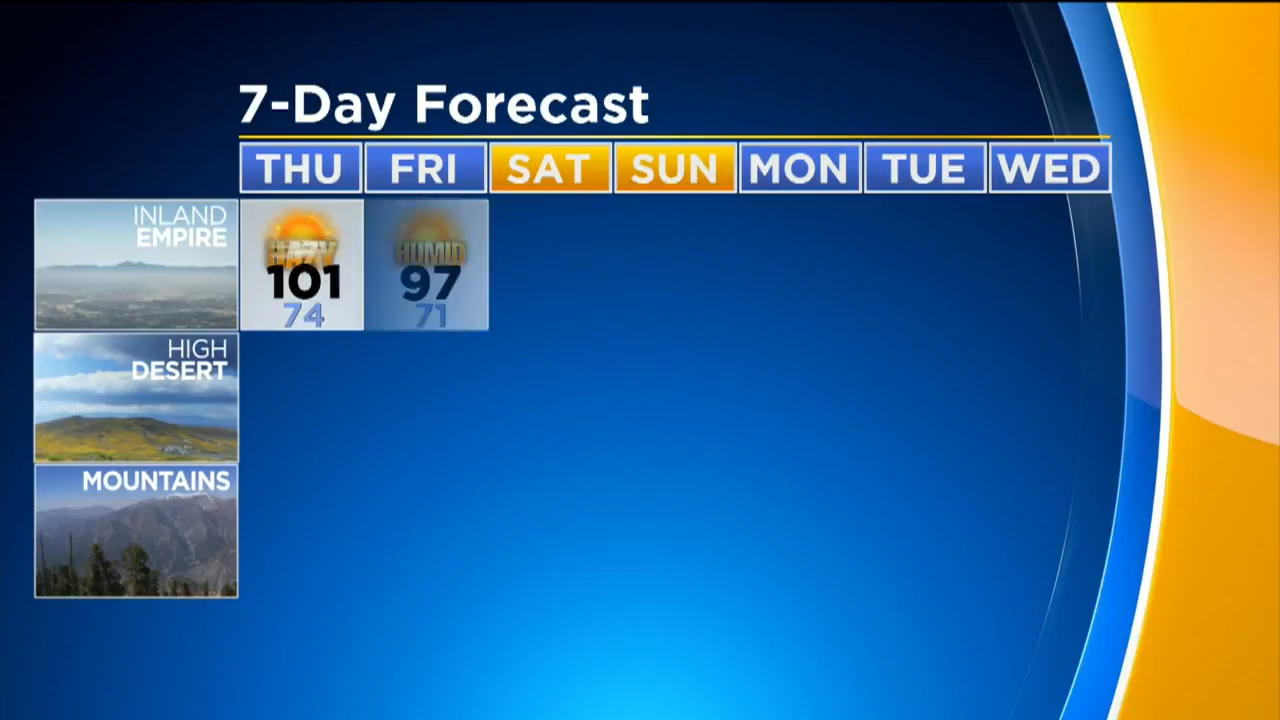 7-Day Forecast
THU FRI SAT SUN MON TUE WED
INLAND
EMPIRE
HAZY HUMID
101 97
74 71
HIGH
DESERT
MOUNTAINS